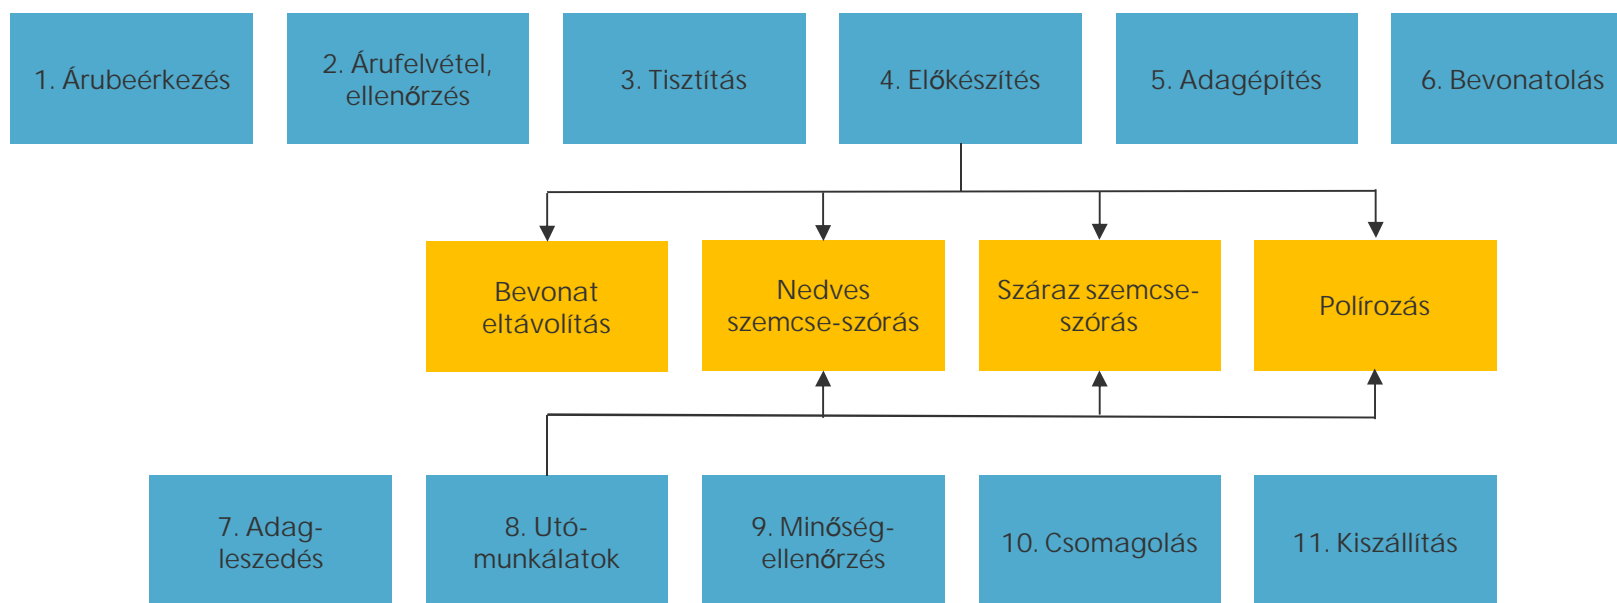 1. Árubeérkezés
2. Árufelvétel,
ellenőrzés
3. Tisztítás
4. Előkészítés
5. Adagépítés
6. Bevonatolás
Bevonat
eltávolítás
Nedves
szemcse-szórás
Száraz szemcse-
szórás
Polírozás
7. Adag-
leszedés
8. Utó-
munkálatok
9. Minőség-
ellenőrzés
10. Csomagolás
11. Kiszállítás